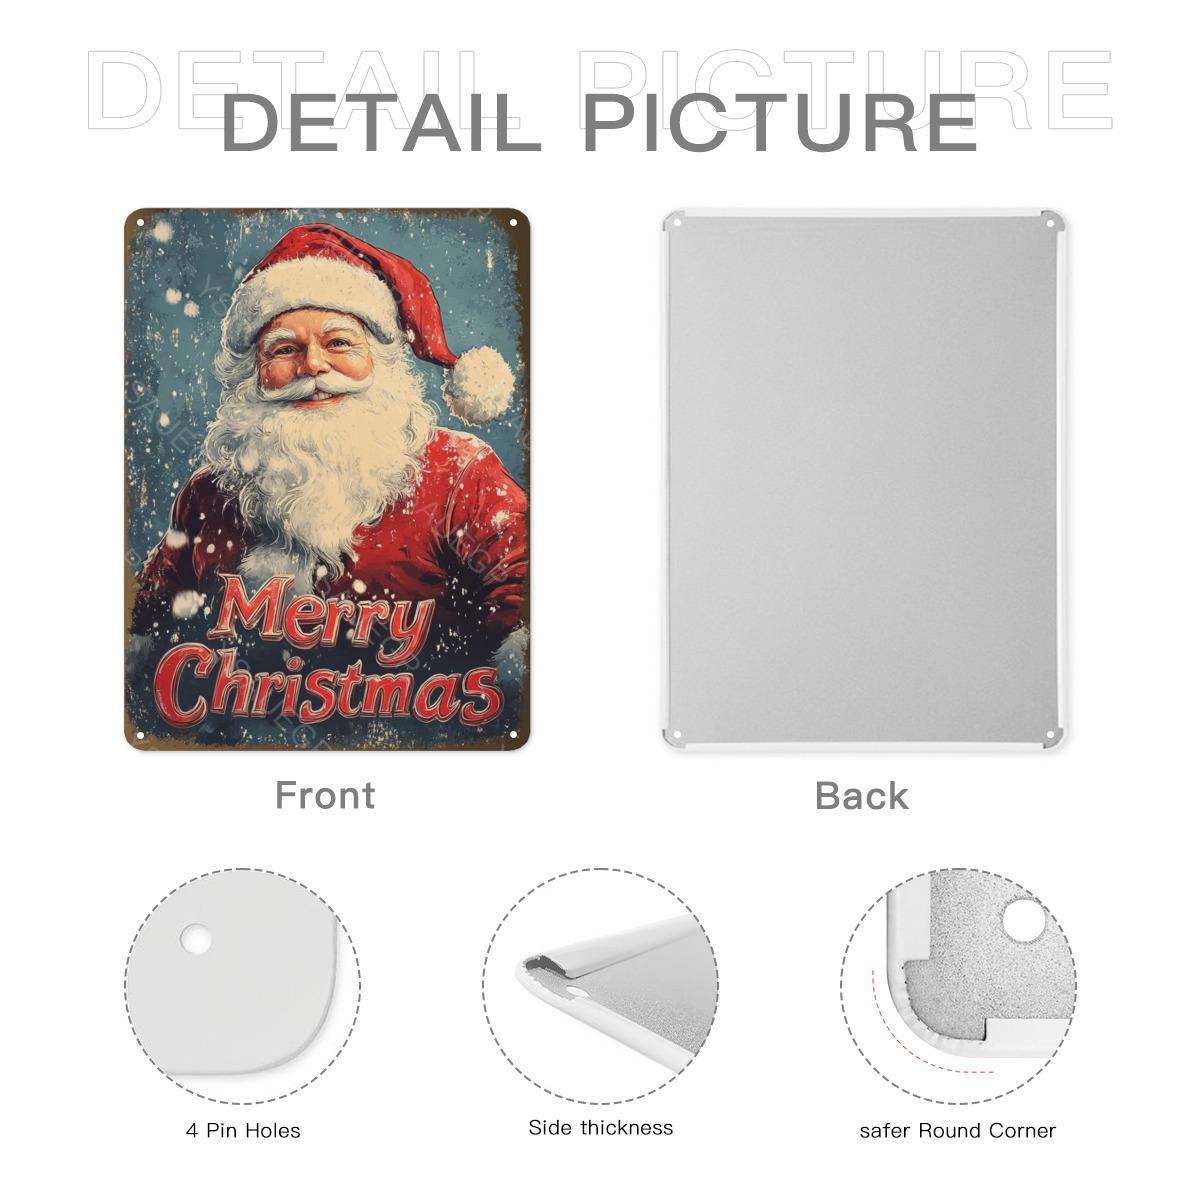 DETAIL PICTURE
DETAIL PICTURE
Merry
Christmas
Front
Back
4 Pin Holes
Side thickness
safer Round Corner